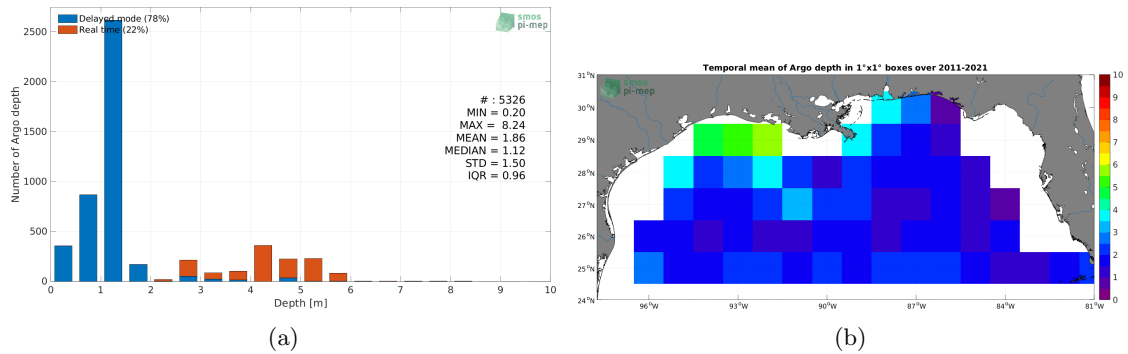 Delayed mode (78%)
Real time (22%)
smos
pi-mep
# : 5326
MIN = 0.20
MAX = 8.24
MEAN = 1.86
MEDIAN = 1.12
STD = 1.50
IQR = 0.96
Number of Argo depth
2500
2000
1500
1000
500
0
0 1 2 3 4 5 6 7 8 9 10
Depth [m]
(a)
Temporal mean of Argo depth in 1°x1° boxes over 2011-2021
smos
pi-mep
31°N
30°N
29°N
28°N
27°N
26°N
25°N
24°N
96°W 93°W 90°W 87°W 84°W 81°W
10
9
8
7
6
5
4
3
2
1
0
(b)